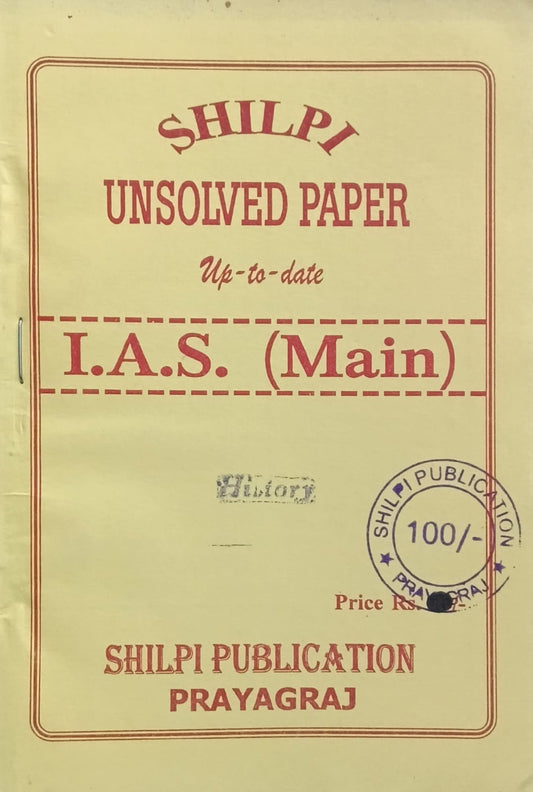 SHILPI
UNSOLVED PAPER
Up-to-date
I.A.S. (Main)
History
SHILPI PUBLICATION
100/-
PRAYAGRAJ
Price Rs. /-
SHILPI PUBLICATION
PRAYAGRAJ